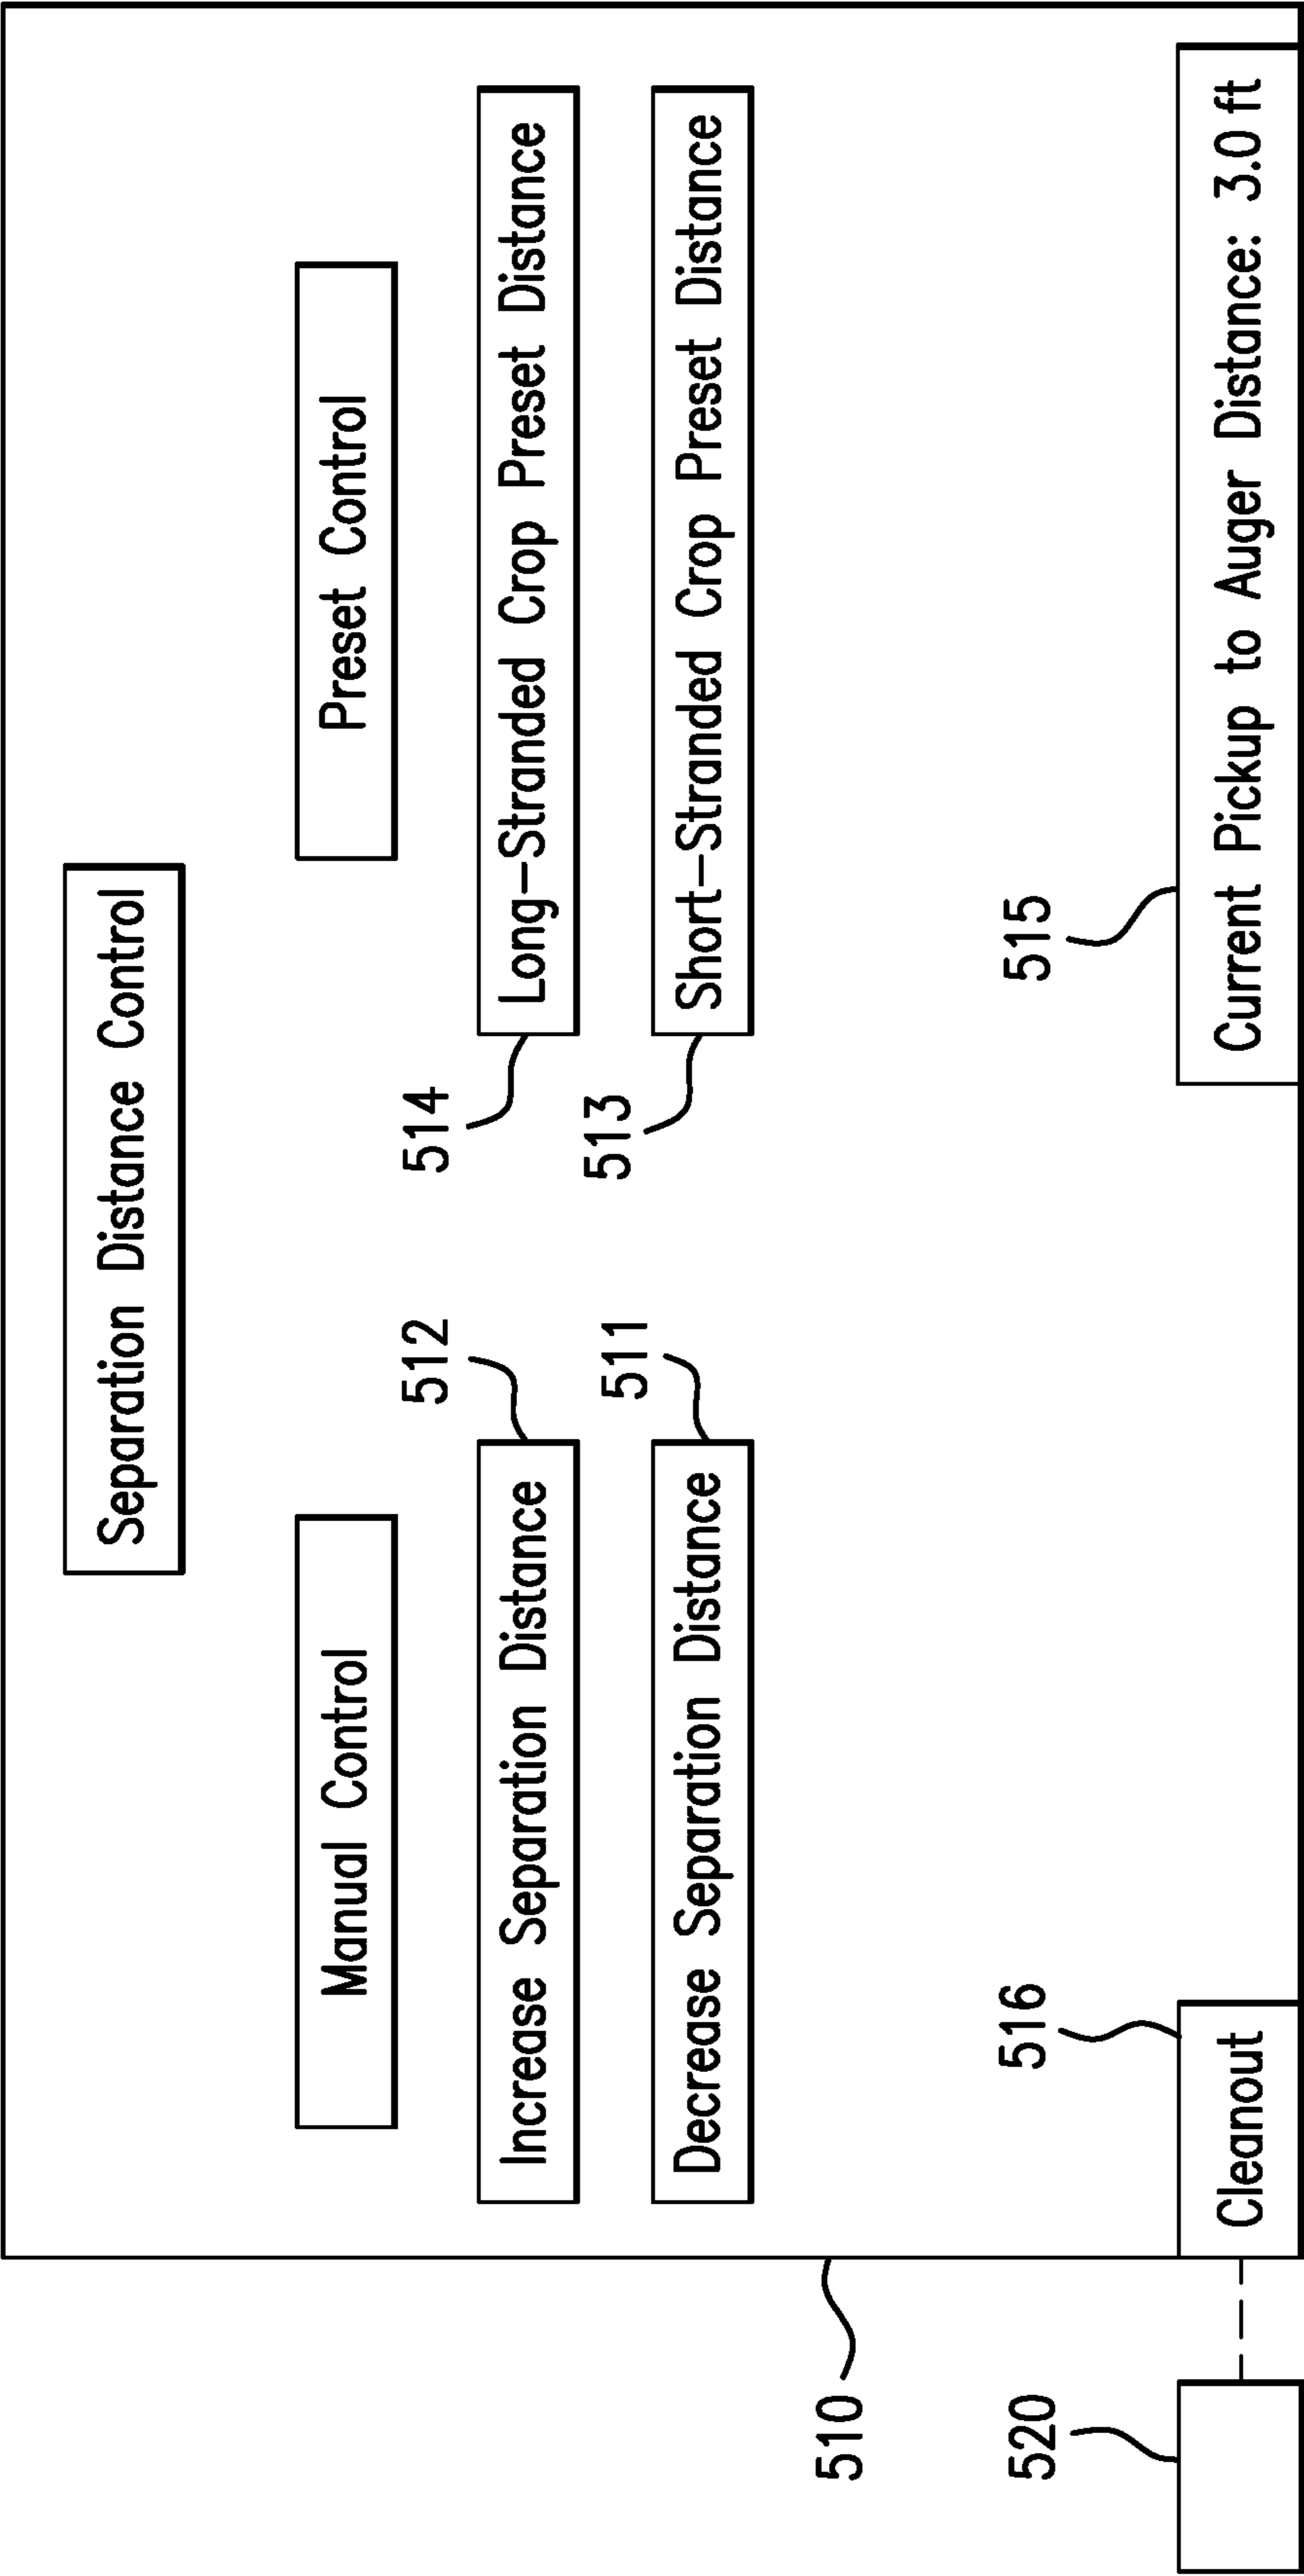 Separation Distance Control
Manual Control
Preset Control
512
514
Increase Separation Distance
Long-Stranded Crop Preset Distance
511
513
Decrease Separation Distance
Short-Stranded Crop Preset Distance
510
520
516
515
Cleanout
Current Pickup to Auger Distance: 3.0 ft